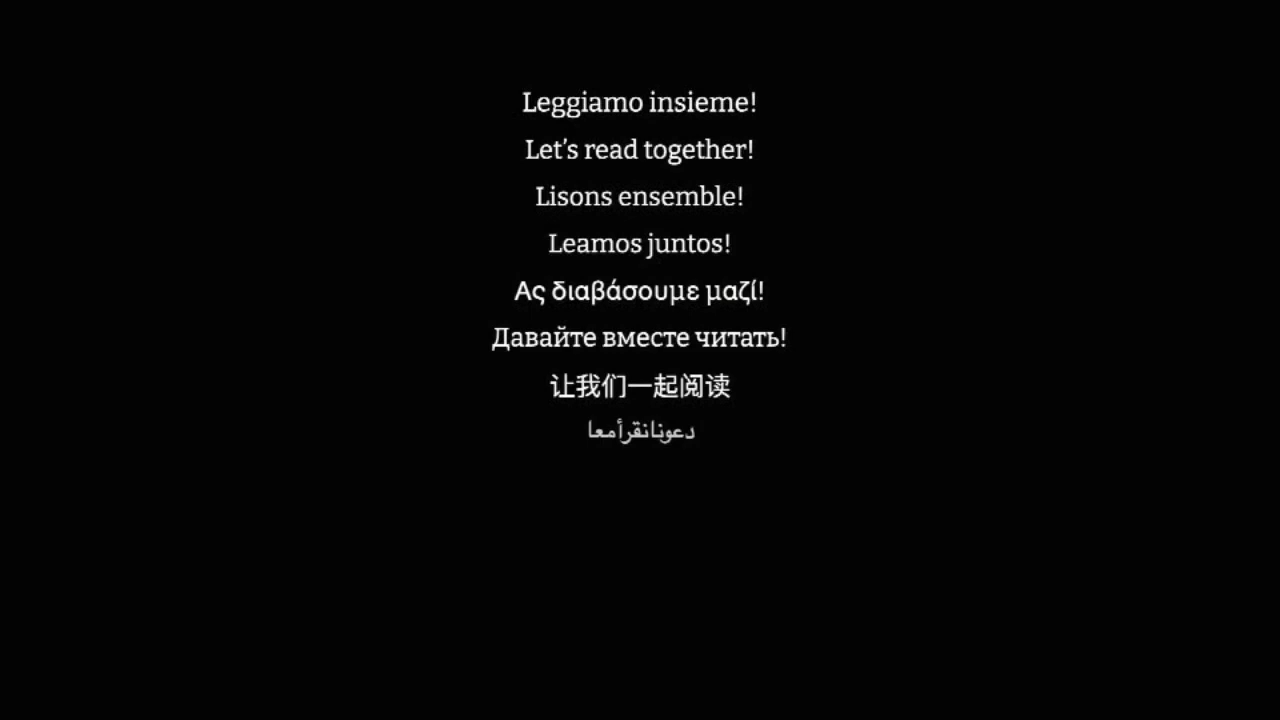 Leggiamo insieme!
Let’s read together!
Lisons ensemble!
Leamos juntos!
Ας διαβάσουμε μαζί!
Давайте вместе читать!
让我们一起阅读
دعونانقرأمعا